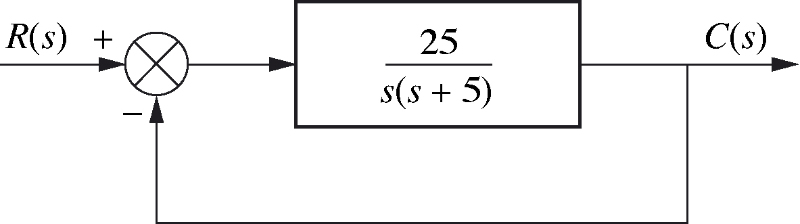 R(s)
+
−
25
s(s + 5)
C(s)